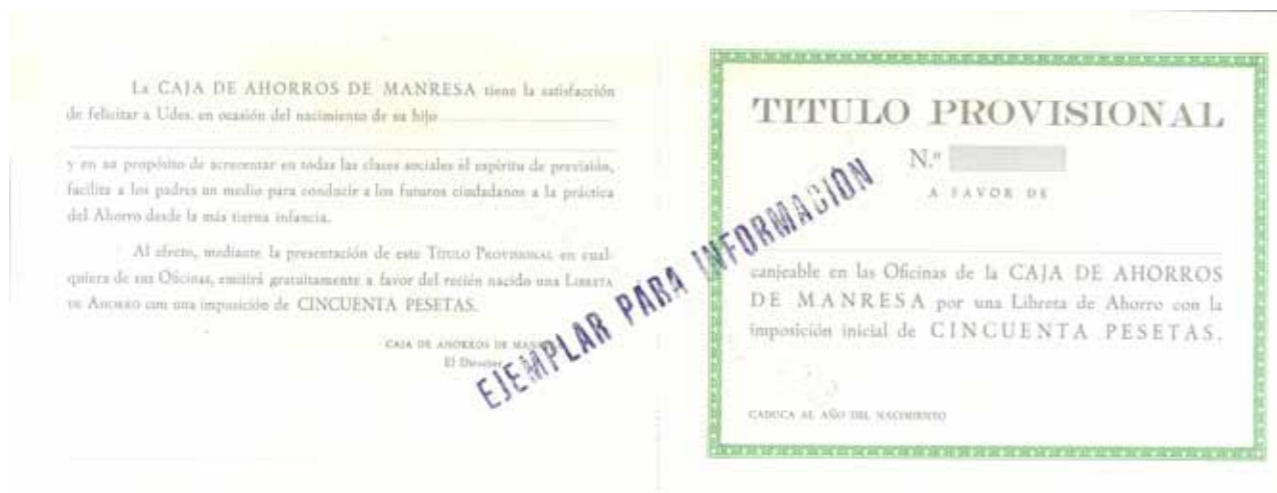 La CAJA DE AHORROS DE MANRESA tiene la satisfacción
de felicitar a Udes. en ocasión del nacimiento de su hijo
y en su propósito de acrecentar en todas las clases sociales el espíritu de previsión,
facilita a los padres un medio para conducir a los futuros ciudadanos a la práctica
del Ahorro desde la más tierna infancia.
Al efecto, mediante la presentación de este TITULO PROVISIONAL en cual-
quiera de sus Oficinas, emitirá gratuitamente a favor del recién nacido una LIBRETA
DE AHORRO con una imposición de CINCUENTA PESETAS.
CAJA DE AHORROS DE MANRESA
El Director
EJEMPLAR PARA INFORMACIÓN
TITULO PROVISIONAL
N.º
A FAVOR DE
canjeable en las Oficinas de la CAJA DE AHORROS
DE MANRESA por una Libreta de Ahorro con la
imposición inicial de CINCUENTA PESETAS.
CADUCA AL AÑO DEL NACIMIENTO